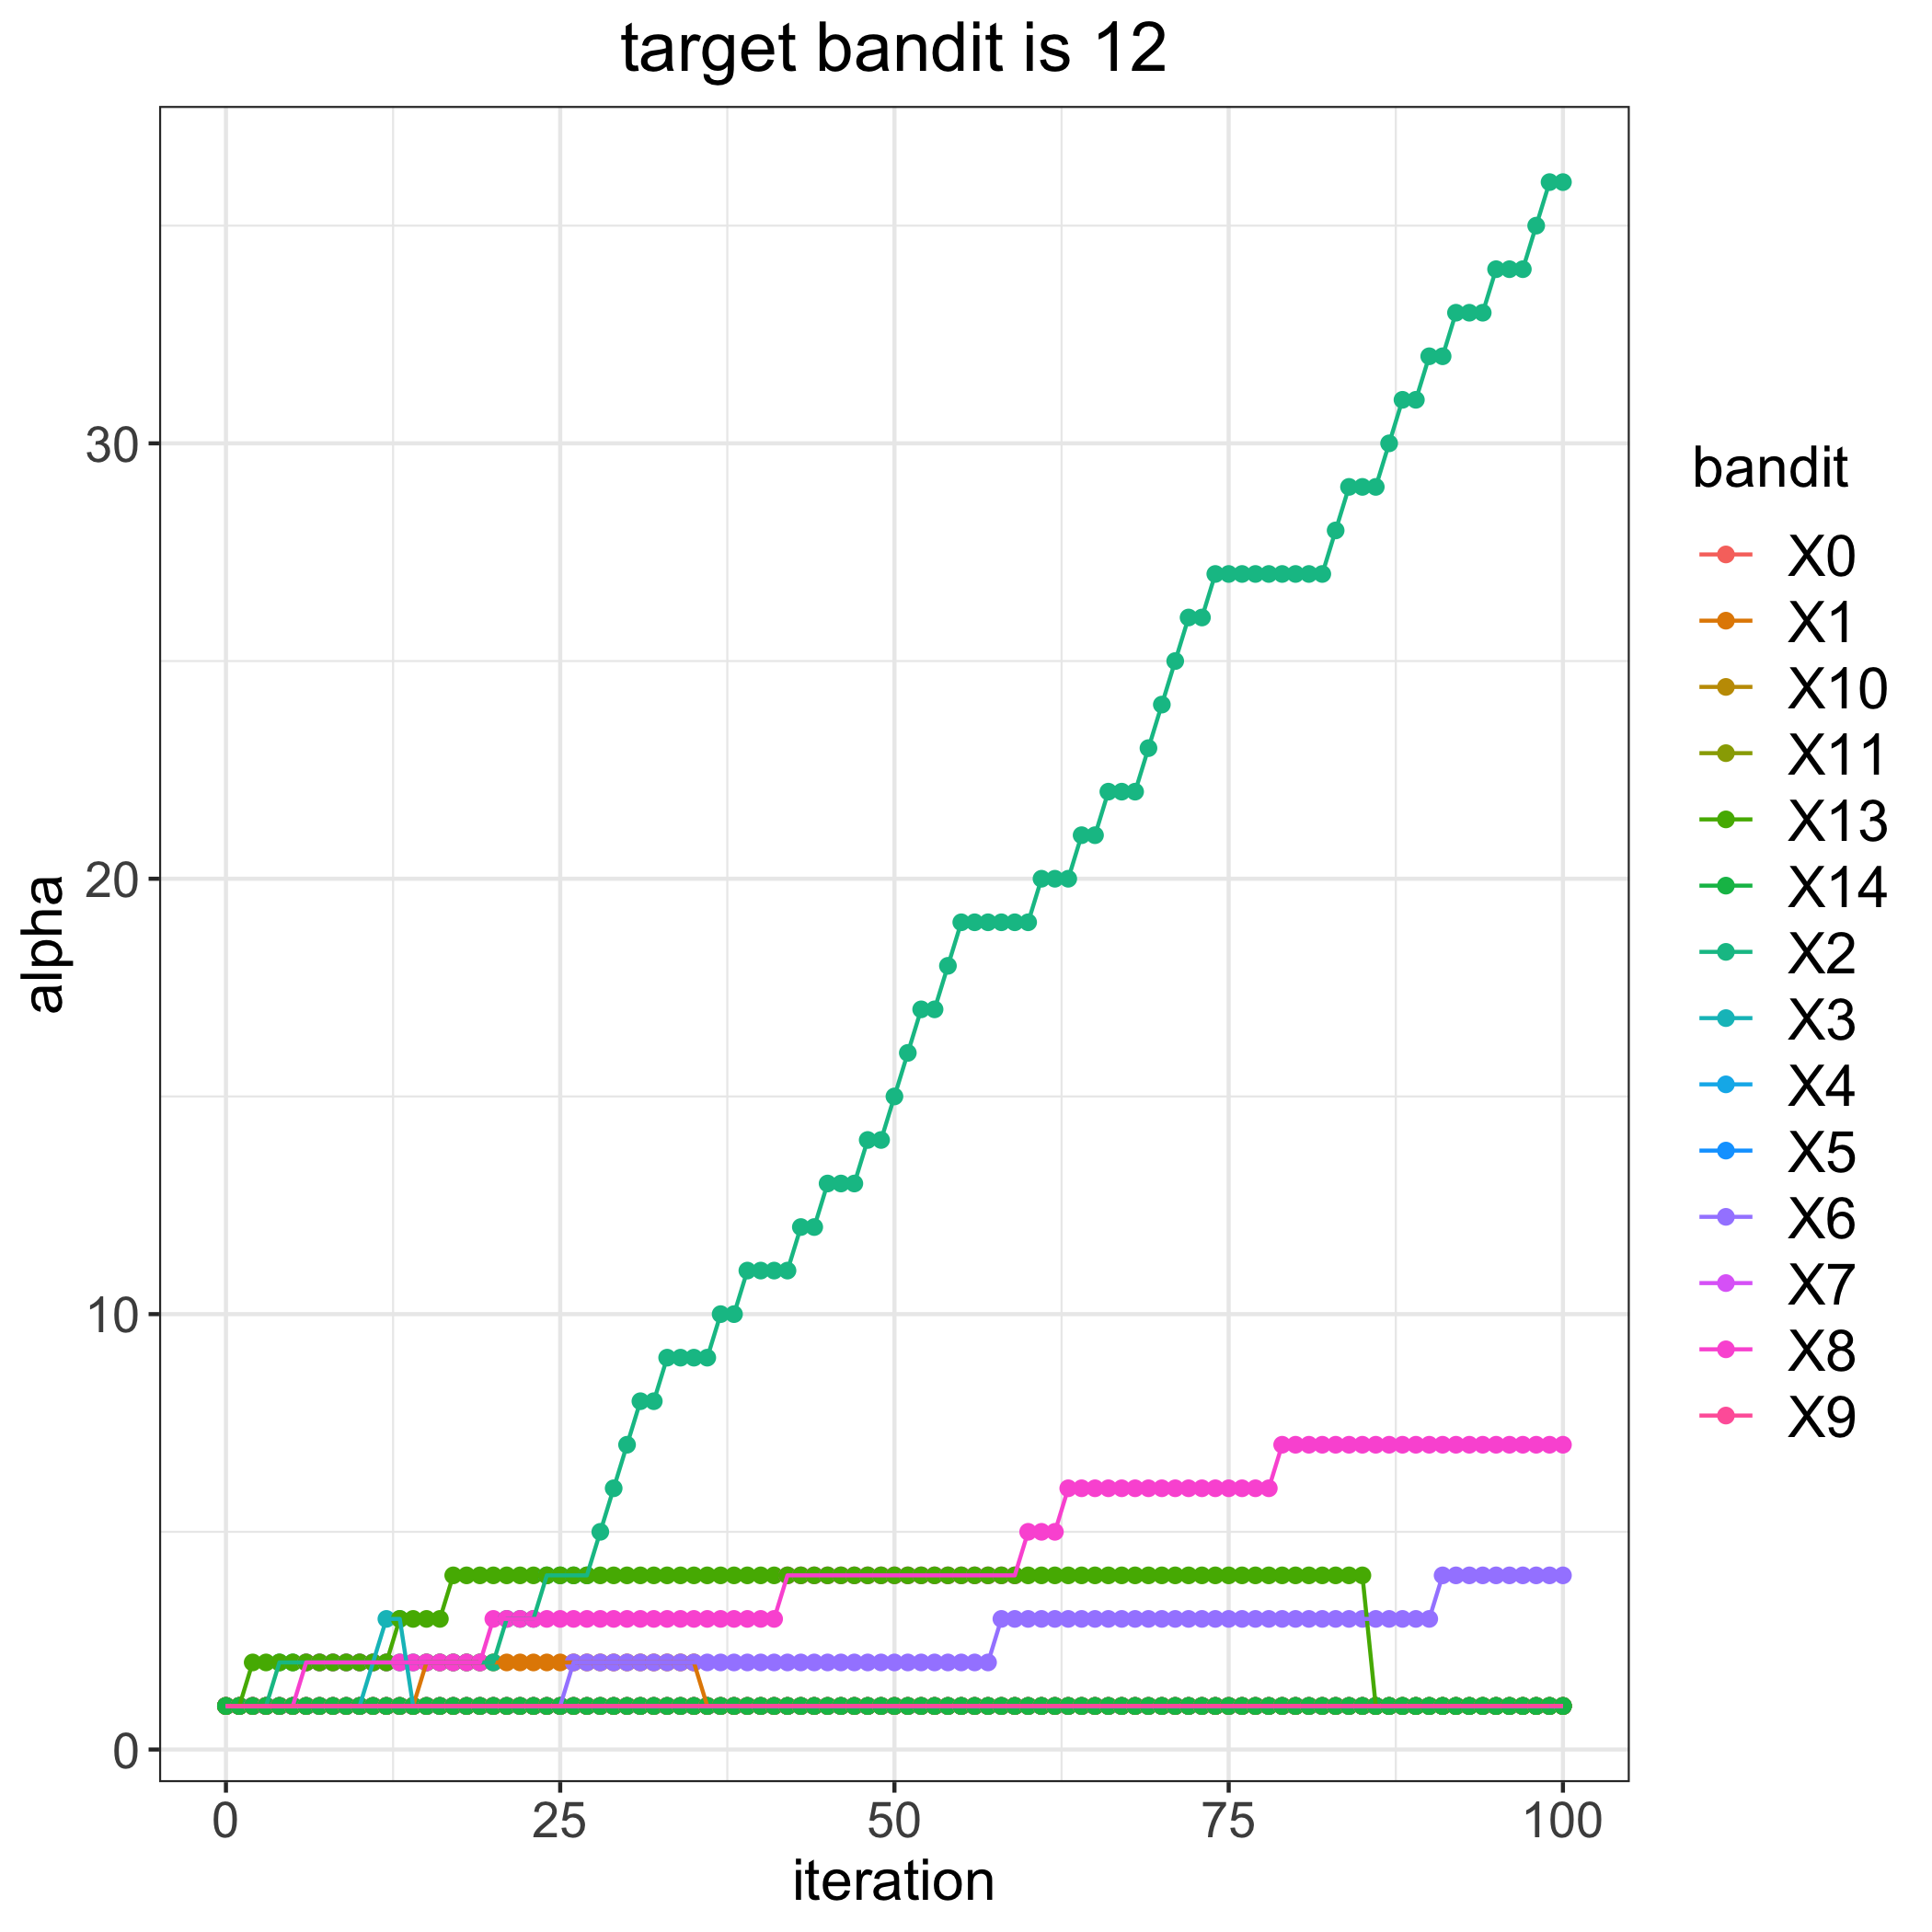 target bandit is 12
alpha
30
20
10
0
0 25 50 75 100
iteration
bandit
X0
X1
X10
X11
X13
X14
X2
X3
X4
X5
X6
X7
X8
X9